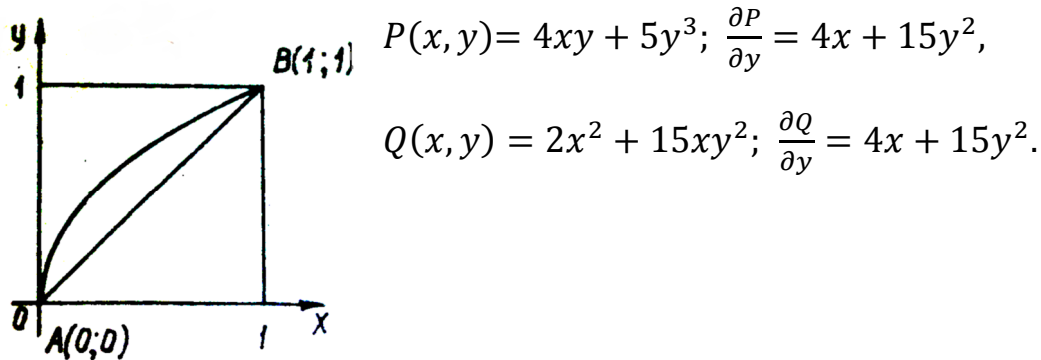 y
1
B(1;1)
0
A(0;0)
1
x
P(x, y)= 4xy + 5y³; ∂P/∂y = 4x + 15y²,
Q(x, y) = 2x² + 15xy²; ∂Q/∂y = 4x + 15y².